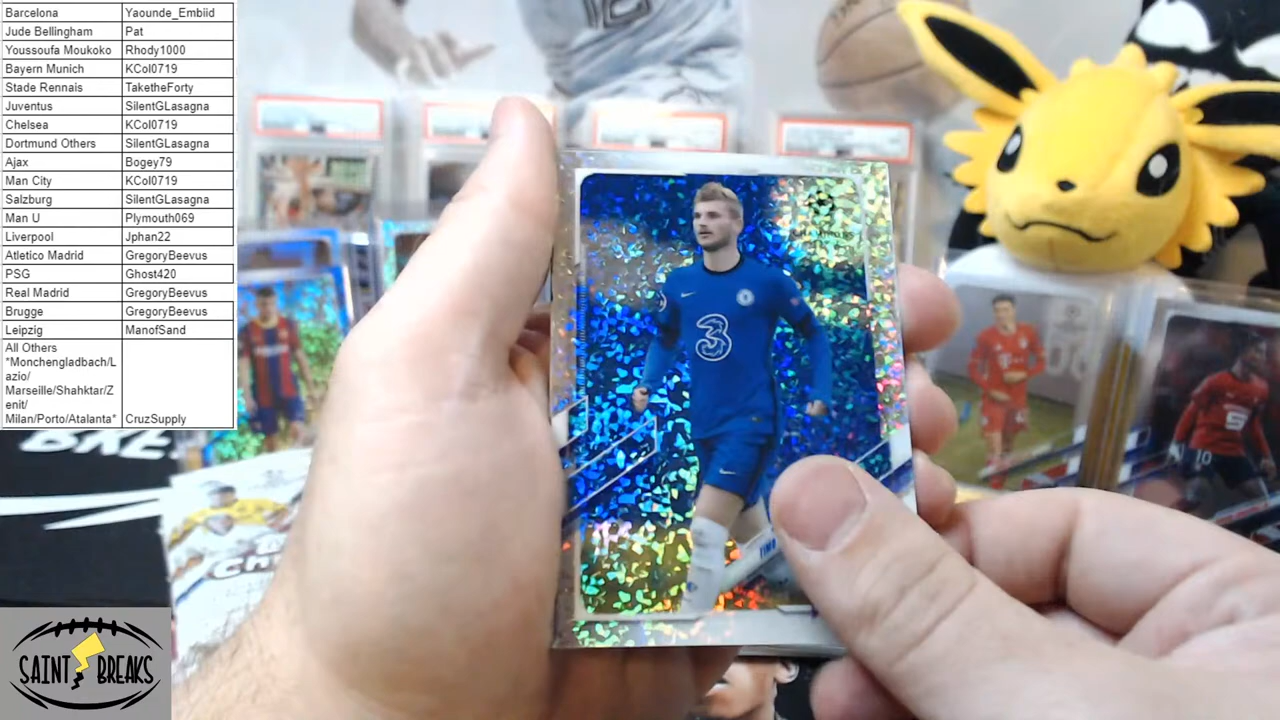 Barcelona Yaounde_Embiid
Jude Bellingham Pat
Youssoufa Moukoko Rhody1000
Bayern Munich KCol0719
Stade Rennais TaketheForty
Juventus SilentGLasagna
Chelsea KCol0719
Dortmund Others SilentGLasagna
Ajax Bogey79
Man City KCol0719
Salzburg SilentGLasagna
Man U Plymouth069
Liverpool Jphan22
Atletico Madrid GregoryBeevus
PSG Ghost420
Real Madrid GregoryBeevus
Brugge GregoryBeevus
Leipzig ManofSand
All Others
*Monchengladbach/L
azio/
Marseille/Shahktar/Z
enit/
Milan/Porto/Atalanta* CruzSupply
3
TIMO
10
SAINT BREAKS